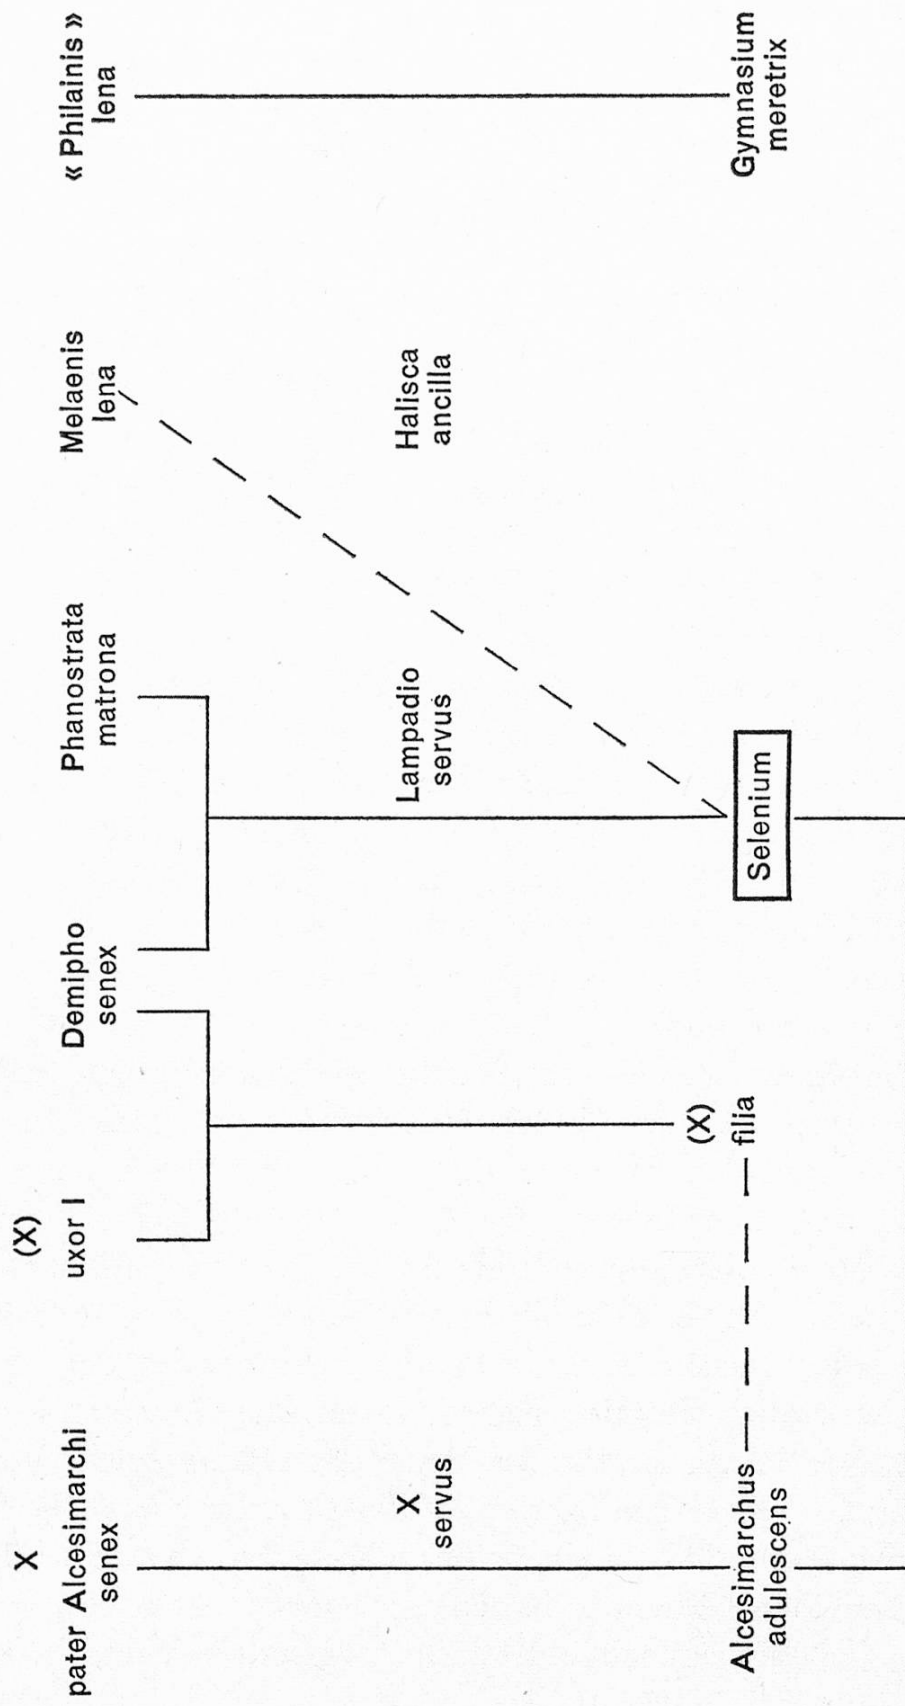 X
pater Alcesimarchi
senex
(X)
uxor I
Demipho
senex
Phanostrata
matrona
Melaenis
lena
« Philainis »
lena
X
servus
Lampadio
servus
Halisca
ancilla
Alcesimarchus
adulescens
(X)
filia
Selenium
Gymnasium
meretrix